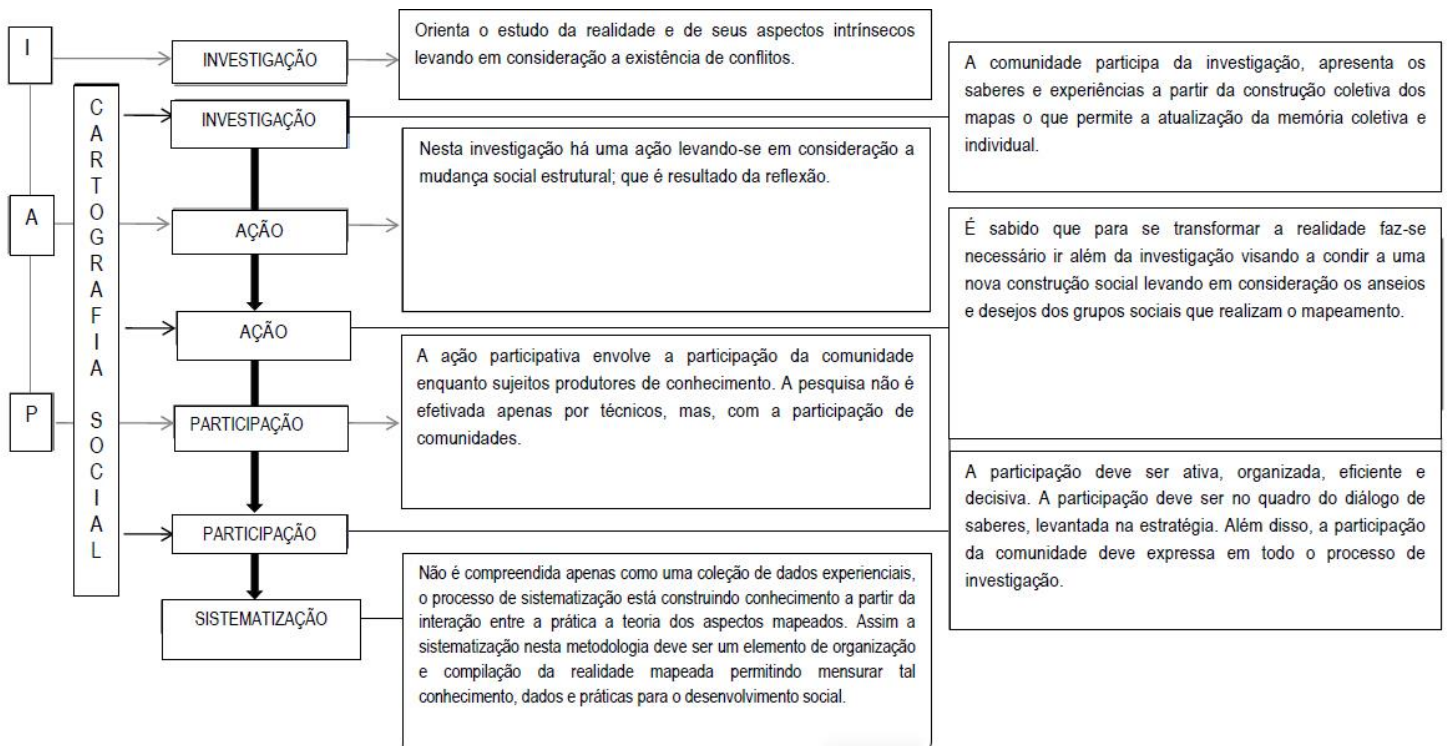 I
INVESTIGAÇÃO
Orienta o estudo da realidade e de seus aspectos intrínsecos
levando em consideração a existência de conflitos.
CARTOGRAFIA SOCIAL
INVESTIGAÇÃO
A comunidade participa da investigação, apresenta os
saberes e experiências a partir da construção coletiva dos
mapas o que permite a atualização da memória coletiva e
individual.
A
AÇÃO
Nesta investigação há uma ação levando-se em consideração a
mudança social estrutural; que é resultado da reflexão.
AÇÃO
É sabido que para se transformar a realidade faz-se
necessário ir além da investigação visando a condir a uma
nova construção social levando em consideração os anseios
e desejos dos grupos sociais que realizam o mapeamento.
P
PARTICIPAÇÃO
A ação participativa envolve a participação da comunidade
enquanto sujeitos produtores de conhecimento. A pesquisa não é
efetivada apenas por técnicos, mas, com a participação de
comunidades.
PARTICIPAÇÃO
A participação deve ser ativa, organizada, eficiente e
decisiva. A participação deve ser no quadro do diálogo de
saberes, levantada na estratégia. Além disso, a participação
da comunidade deve expressa em todo o processo de
investigação.
SISTEMATIZAÇÃO
Não é compreendida apenas como uma coleção de dados experienciais,
o processo de sistematização está construindo conhecimento a partir da
interação entre a prática a teoria dos aspectos mapeados. Assim a
sistematização nesta metodologia deve ser um elemento de organização
e compilação da realidade mapeada permitindo mensurar tal
conhecimento, dados e práticas para o desenvolvimento social.